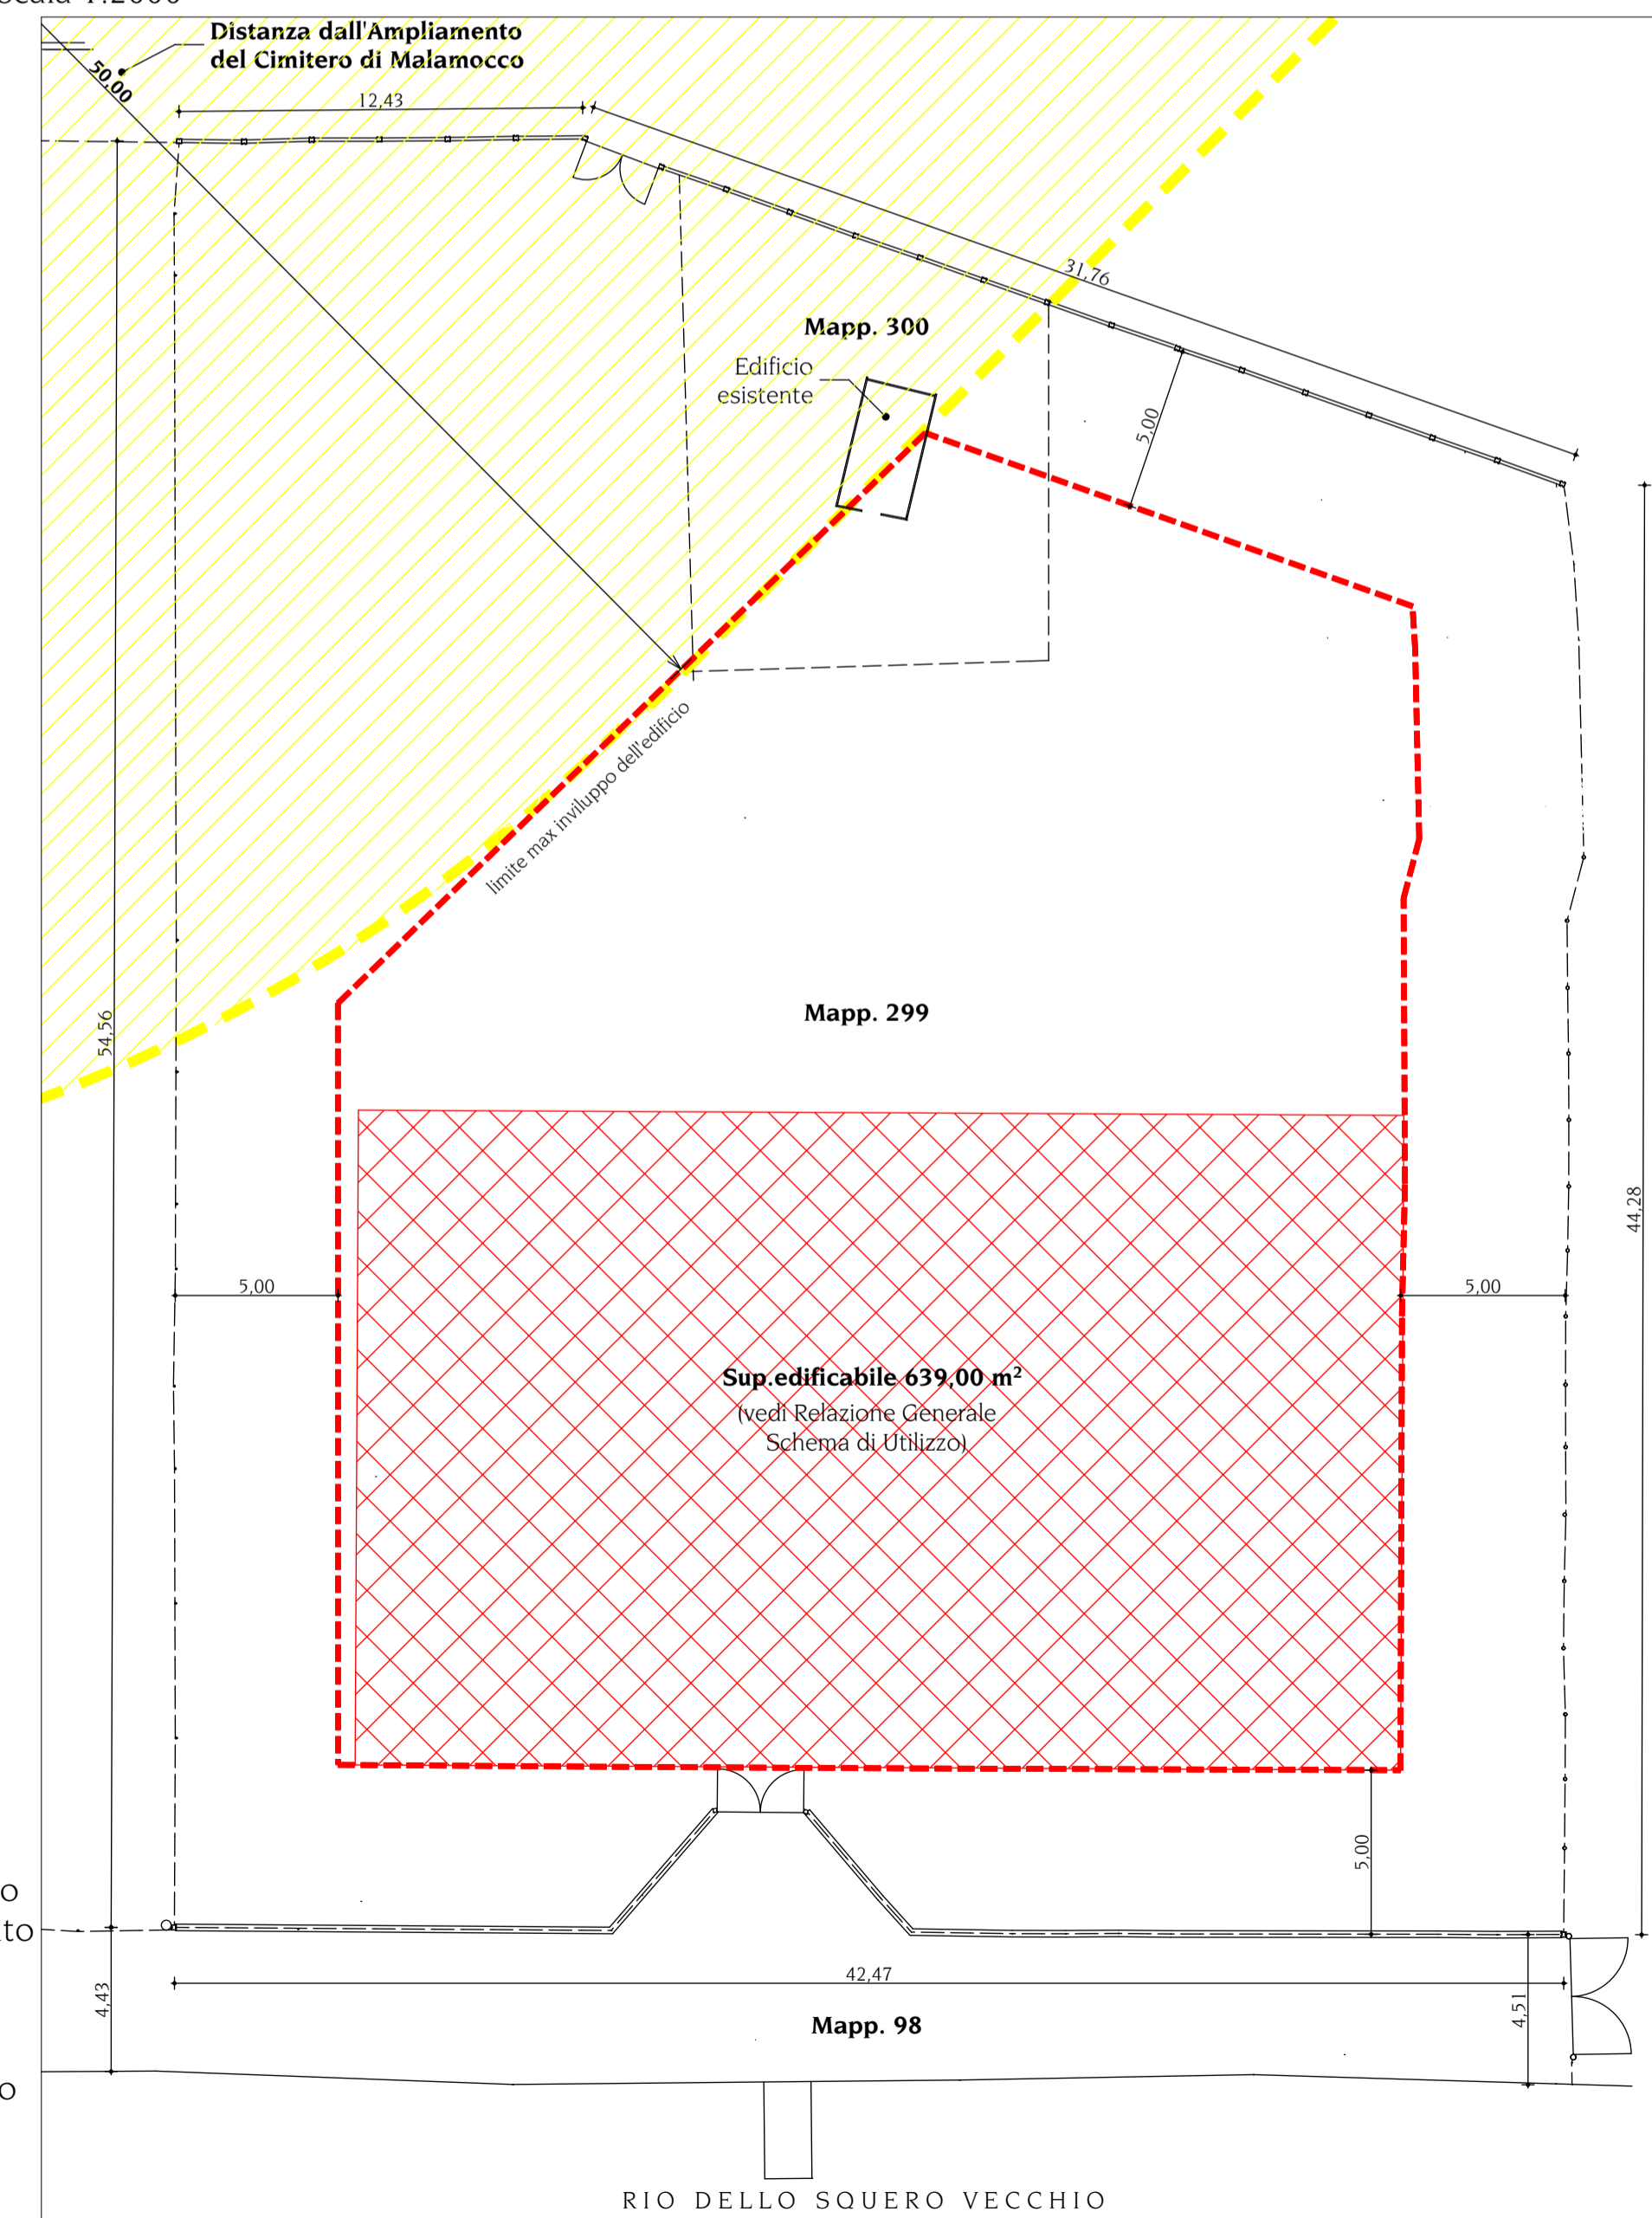 Distanza dall'Ampliamento
del Cimitero di Malamocco
50,00
12,43
31,76
Mapp. 300
Edificio
esistente
5,00
limite max inviluppo dell'edificio
54,56
Mapp. 299
44,28
5,00
5,00
Sup.edificabile 639,00 m²
(vedi Relazione Generale
Schema di Utilizzo)
5,00
42,47
4,43
4,51
Mapp. 98
RIO DELLO SQUERO VECCHIO